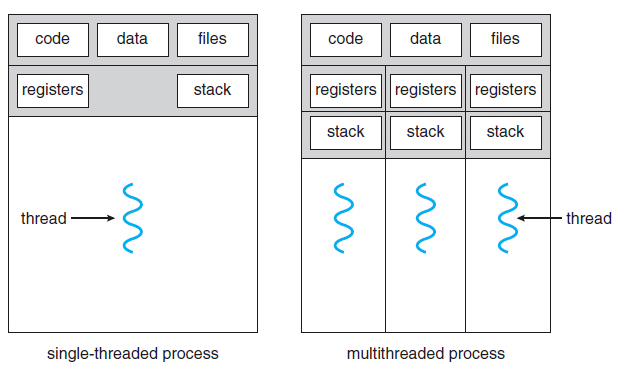 code data files
registers stack
thread
single-threaded process
code data files
registers registers registers
stack stack stack
thread
multithreaded process